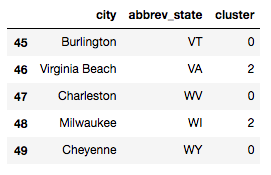 city abbrev_state cluster
45 Burlington VT 0
46 Virginia Beach VA 2
47 Charleston WV 0
48 Milwaukee WI 2
49 Cheyenne WY 0